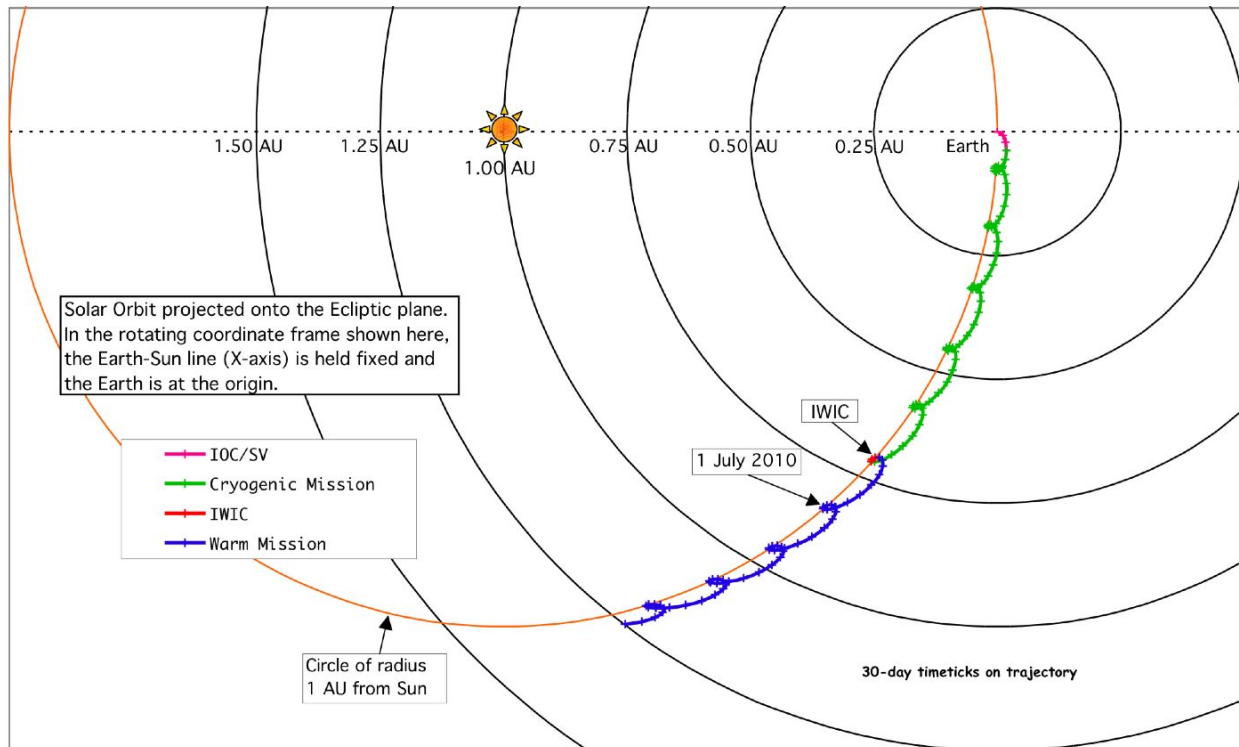 1.50 AU
1.25 AU
1.00 AU
0.75 AU
0.50 AU
0.25 AU
Earth
Solar Orbit projected onto the Ecliptic plane.
In the rotating coordinate frame shown here,
the Earth-Sun line (X-axis) is held fixed and
the Earth is at the origin.
IWIC
IOC/SV
Cryogenic Mission
IWIC
Warm Mission
1 July 2010
Circle of radius
1 AU from Sun
30-day timeticks on trajectory